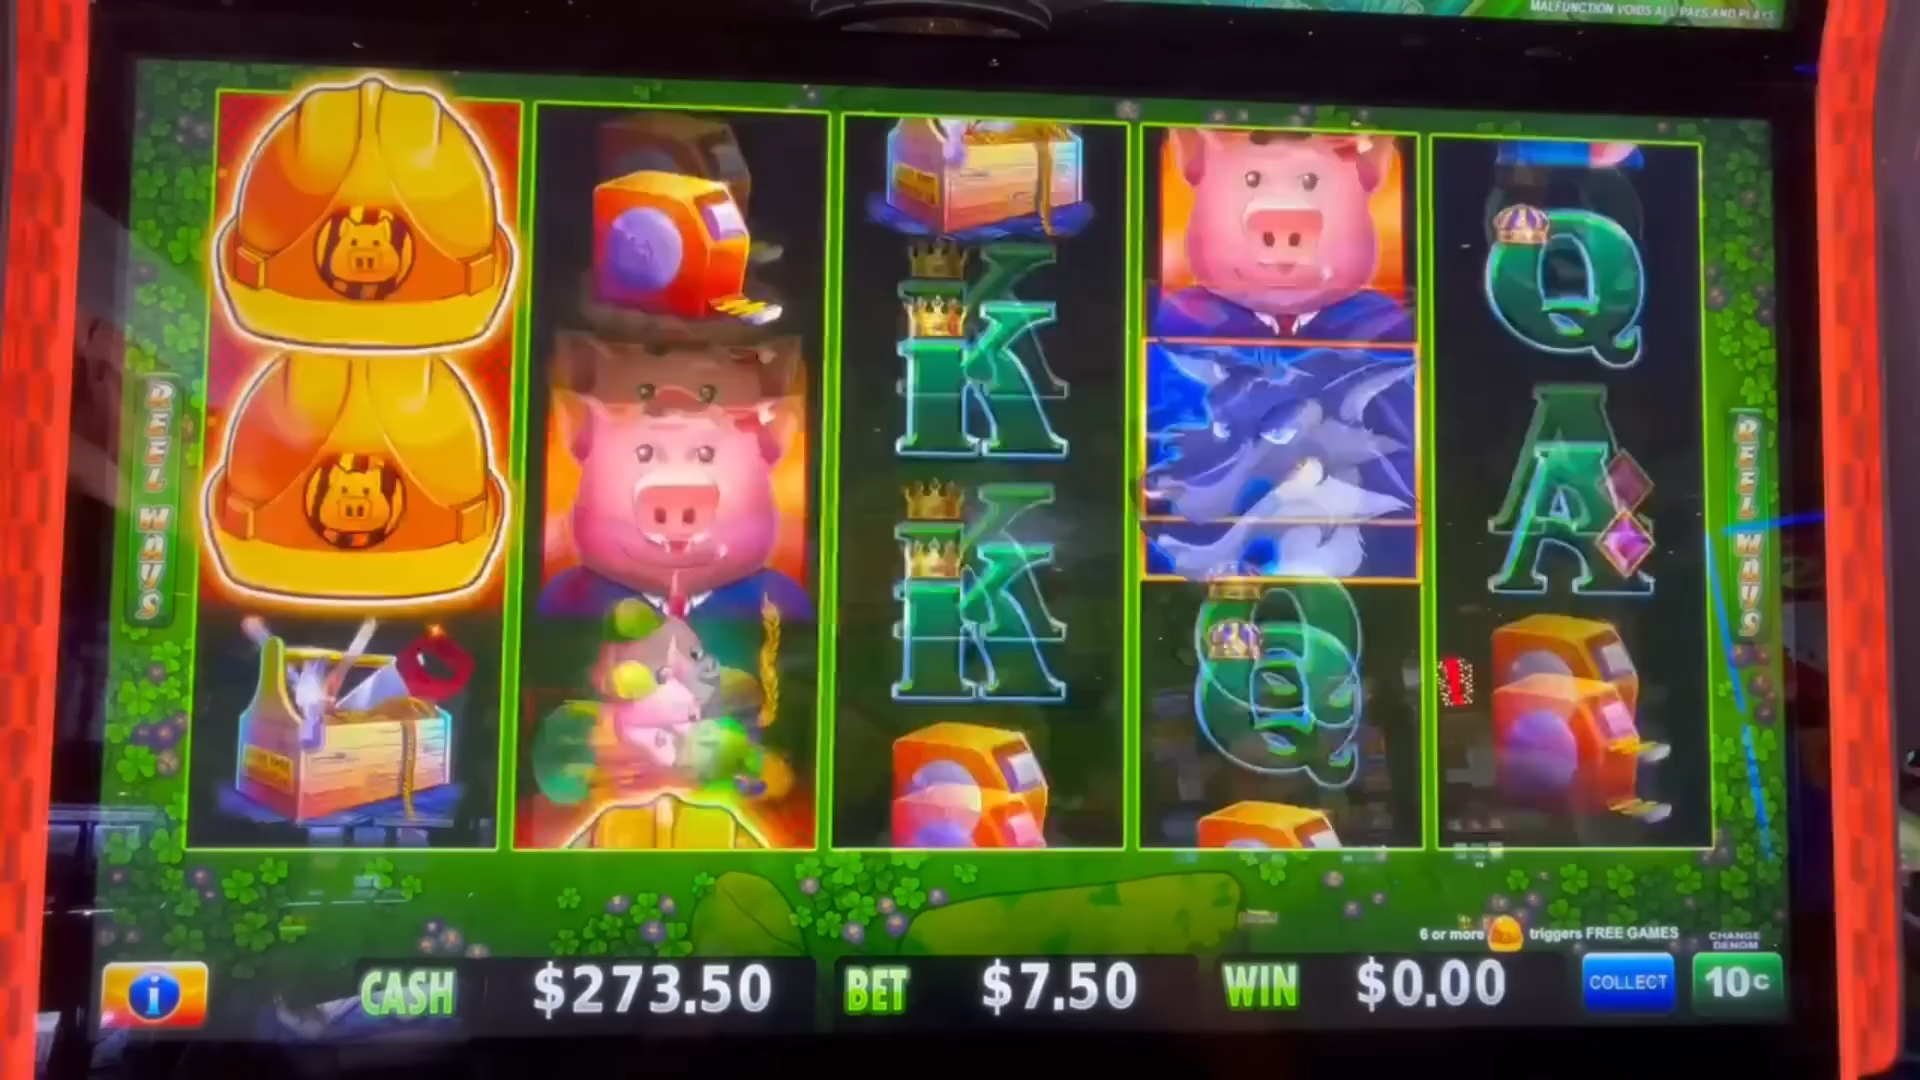 MALFUNCTION VOIDS ALL PAYS AND PLAYS
REEL WAYS
REEL WAYS
K
K
Q
Q
A
6 or more triggers FREE GAMES
CHANGE DENOM
CASH $273.50 BET $7.50 WIN $0.00 COLLECT 10¢